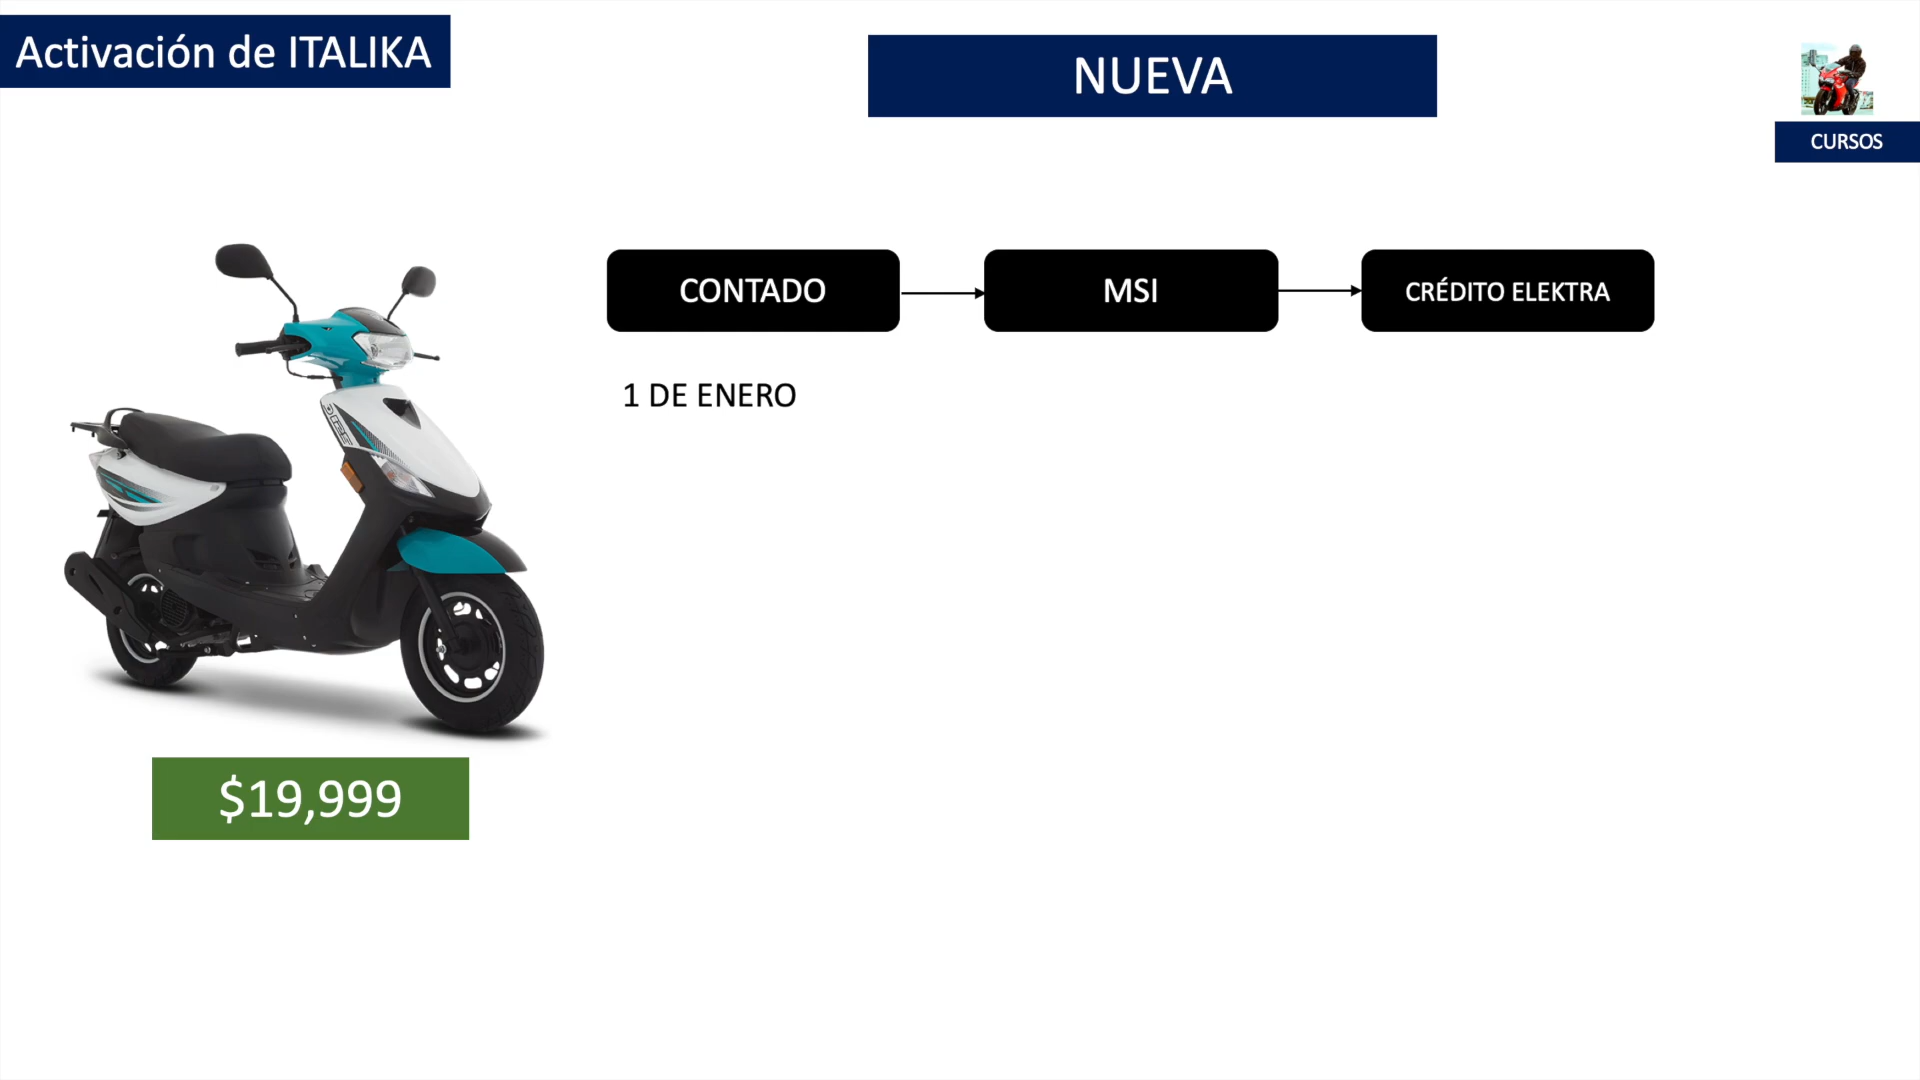 Activación de ITALIKA
NUEVA
CURSOS
CONTADO
MSI
CRÉDITO ELEKTRA
1 DE ENERO
$19,999